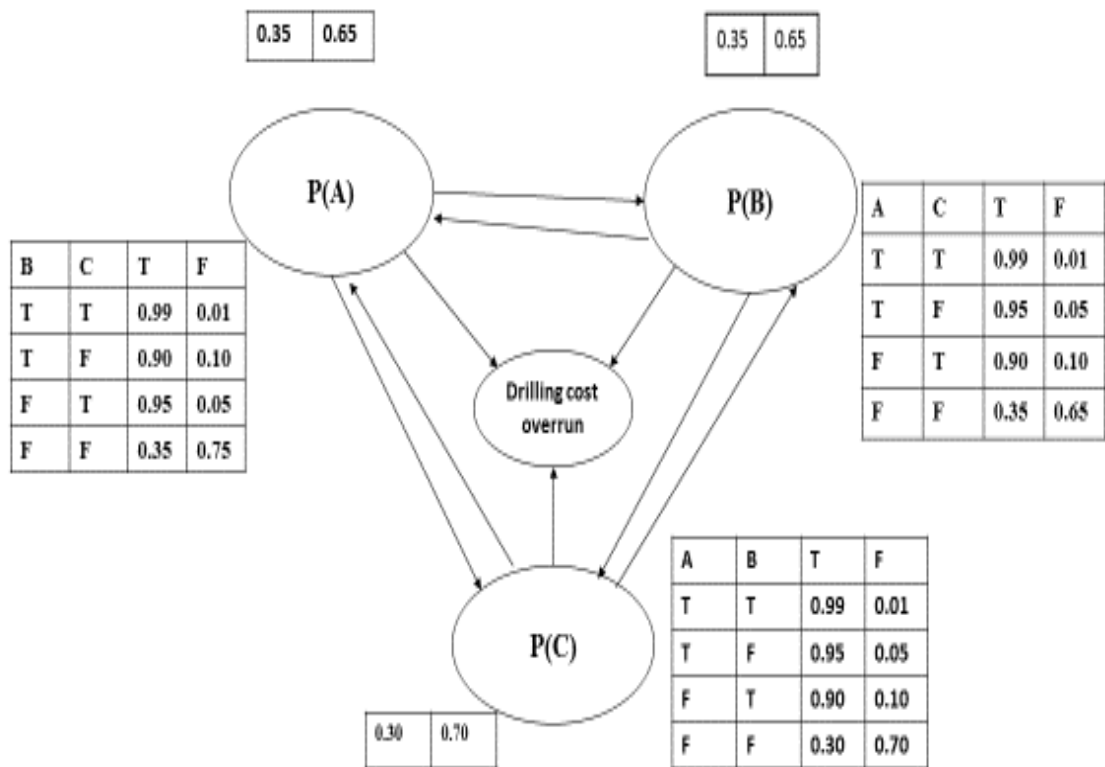 0.35 0.65
0.35 0.65
P(A)
P(B)
A C T F
T T 0.99 0.01
T F 0.95 0.05
F T 0.90 0.10
F F 0.35 0.65
B C T F
T T 0.99 0.01
T F 0.90 0.10
F T 0.95 0.05
F F 0.35 0.75
Drilling cost
overrun
P(C)
A B T F
T T 0.99 0.01
T F 0.95 0.05
F T 0.90 0.10
F F 0.30 0.70
0.30 0.70